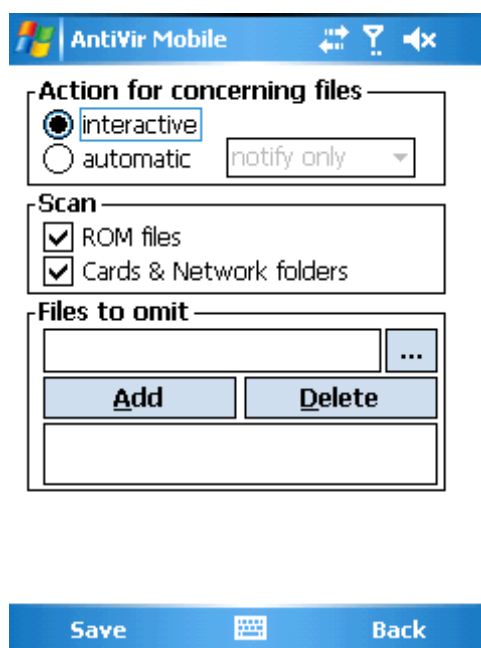 AntiVir Mobile
Action for concerning files
interactive
automatic notify only
Scan
ROM files
Cards & Network folders
Files to omit
...
Add Delete
Save Back